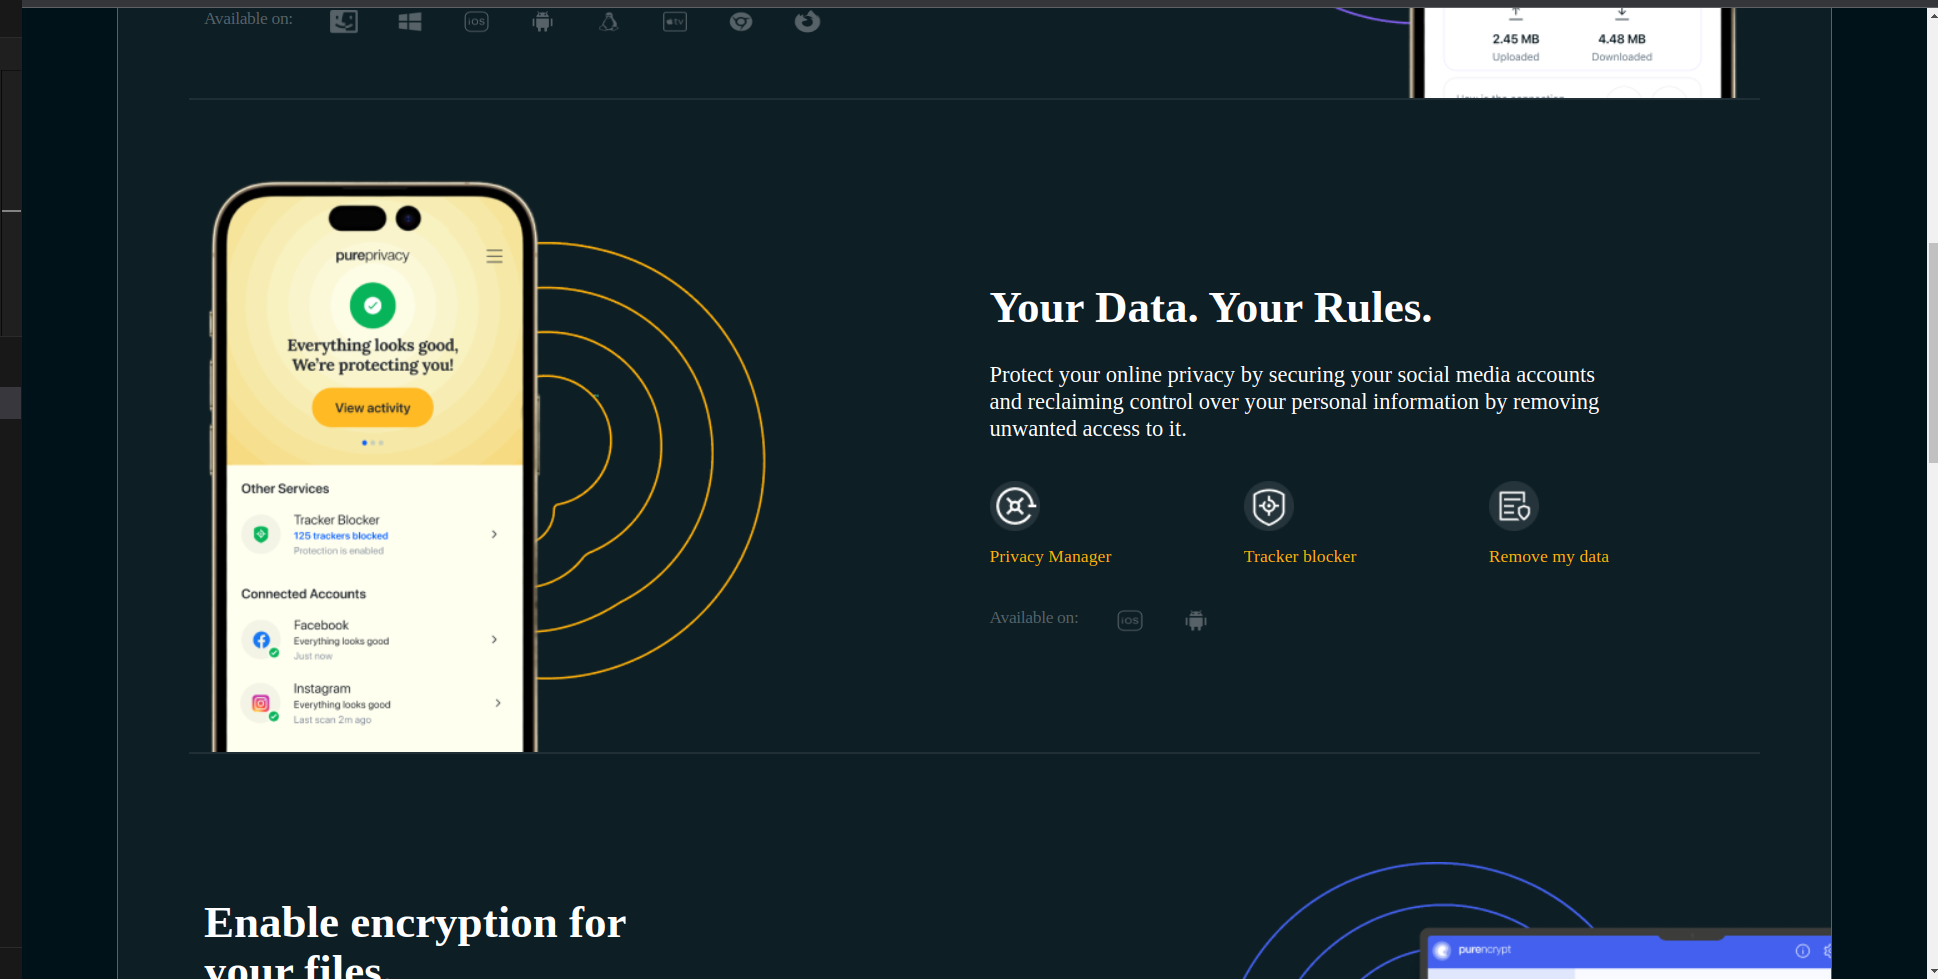 Available on:
iOS
tv
2.45 MB
4.48 MB
Uploaded
Downloaded
How is the connection
pureprivacy
Everything looks good,
We're protecting you!
View activity
Other Services
Tracker Blocker
125 trackers blocked
Protection is enabled
Connected Accounts
Facebook
Everything looks good
Just now
Instagram
Everything looks good
Last scan 2m ago
Your Data. Your Rules.
Protect your online privacy by securing your social media accounts
and reclaiming control over your personal information by removing
unwanted access to it.
Privacy Manager
Tracker blocker
Remove my data
Available on:
iOS
Enable encryption for
your files.
purencrypt